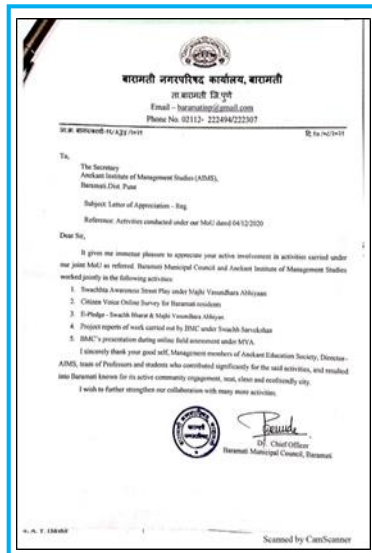 बारामती नगरपरिषद कार्यालय, बारामती
ता.बारामती जि.पुणे
Email – baramatinp@gmail.com
Phone No. 02112- 222494/222307
To,
The Secretary
Anekant Institute of Management Studies (AIMS),
Baramati.Dist. Pune
Subject: Letter of Appreciation – Reg.
Reference: Activities conducted under our MoU dated 04/12/2020
Dear Sir,
It gives me immense pleasure to appreciate your active involvement in activities carried under
our joint MoU as referred. Baramati Municipal Council and Anekant Institute of Management Studies
worked jointly in the following activities:
1. Swachhta Awareness Street Play under Majhi Vasundhara Abhiyaan
2. Citizen Voice Online Survey for Baramati residents
3. E-Pledge - Swachh Bharat & Majhi Vasundhara Abhiyan
4. Project reports of work carried out by BMC under Swachh Sarvekshan
5. BMC's presentation during online field assessment under MVA
I sincerely thank your good self, Management members of Anekant Education Society, Director-
AIMS, team of Professors and students who contributed significantly for the said activities, and resulted
into Baramati known for its active community engagement, neat, clean and ecofriendly city.
I wish to further strengthen our collaboration with many more activities.
Dy. Chief Officer
Baramati Municipal Council, Baramati
Scanned by CamScanner